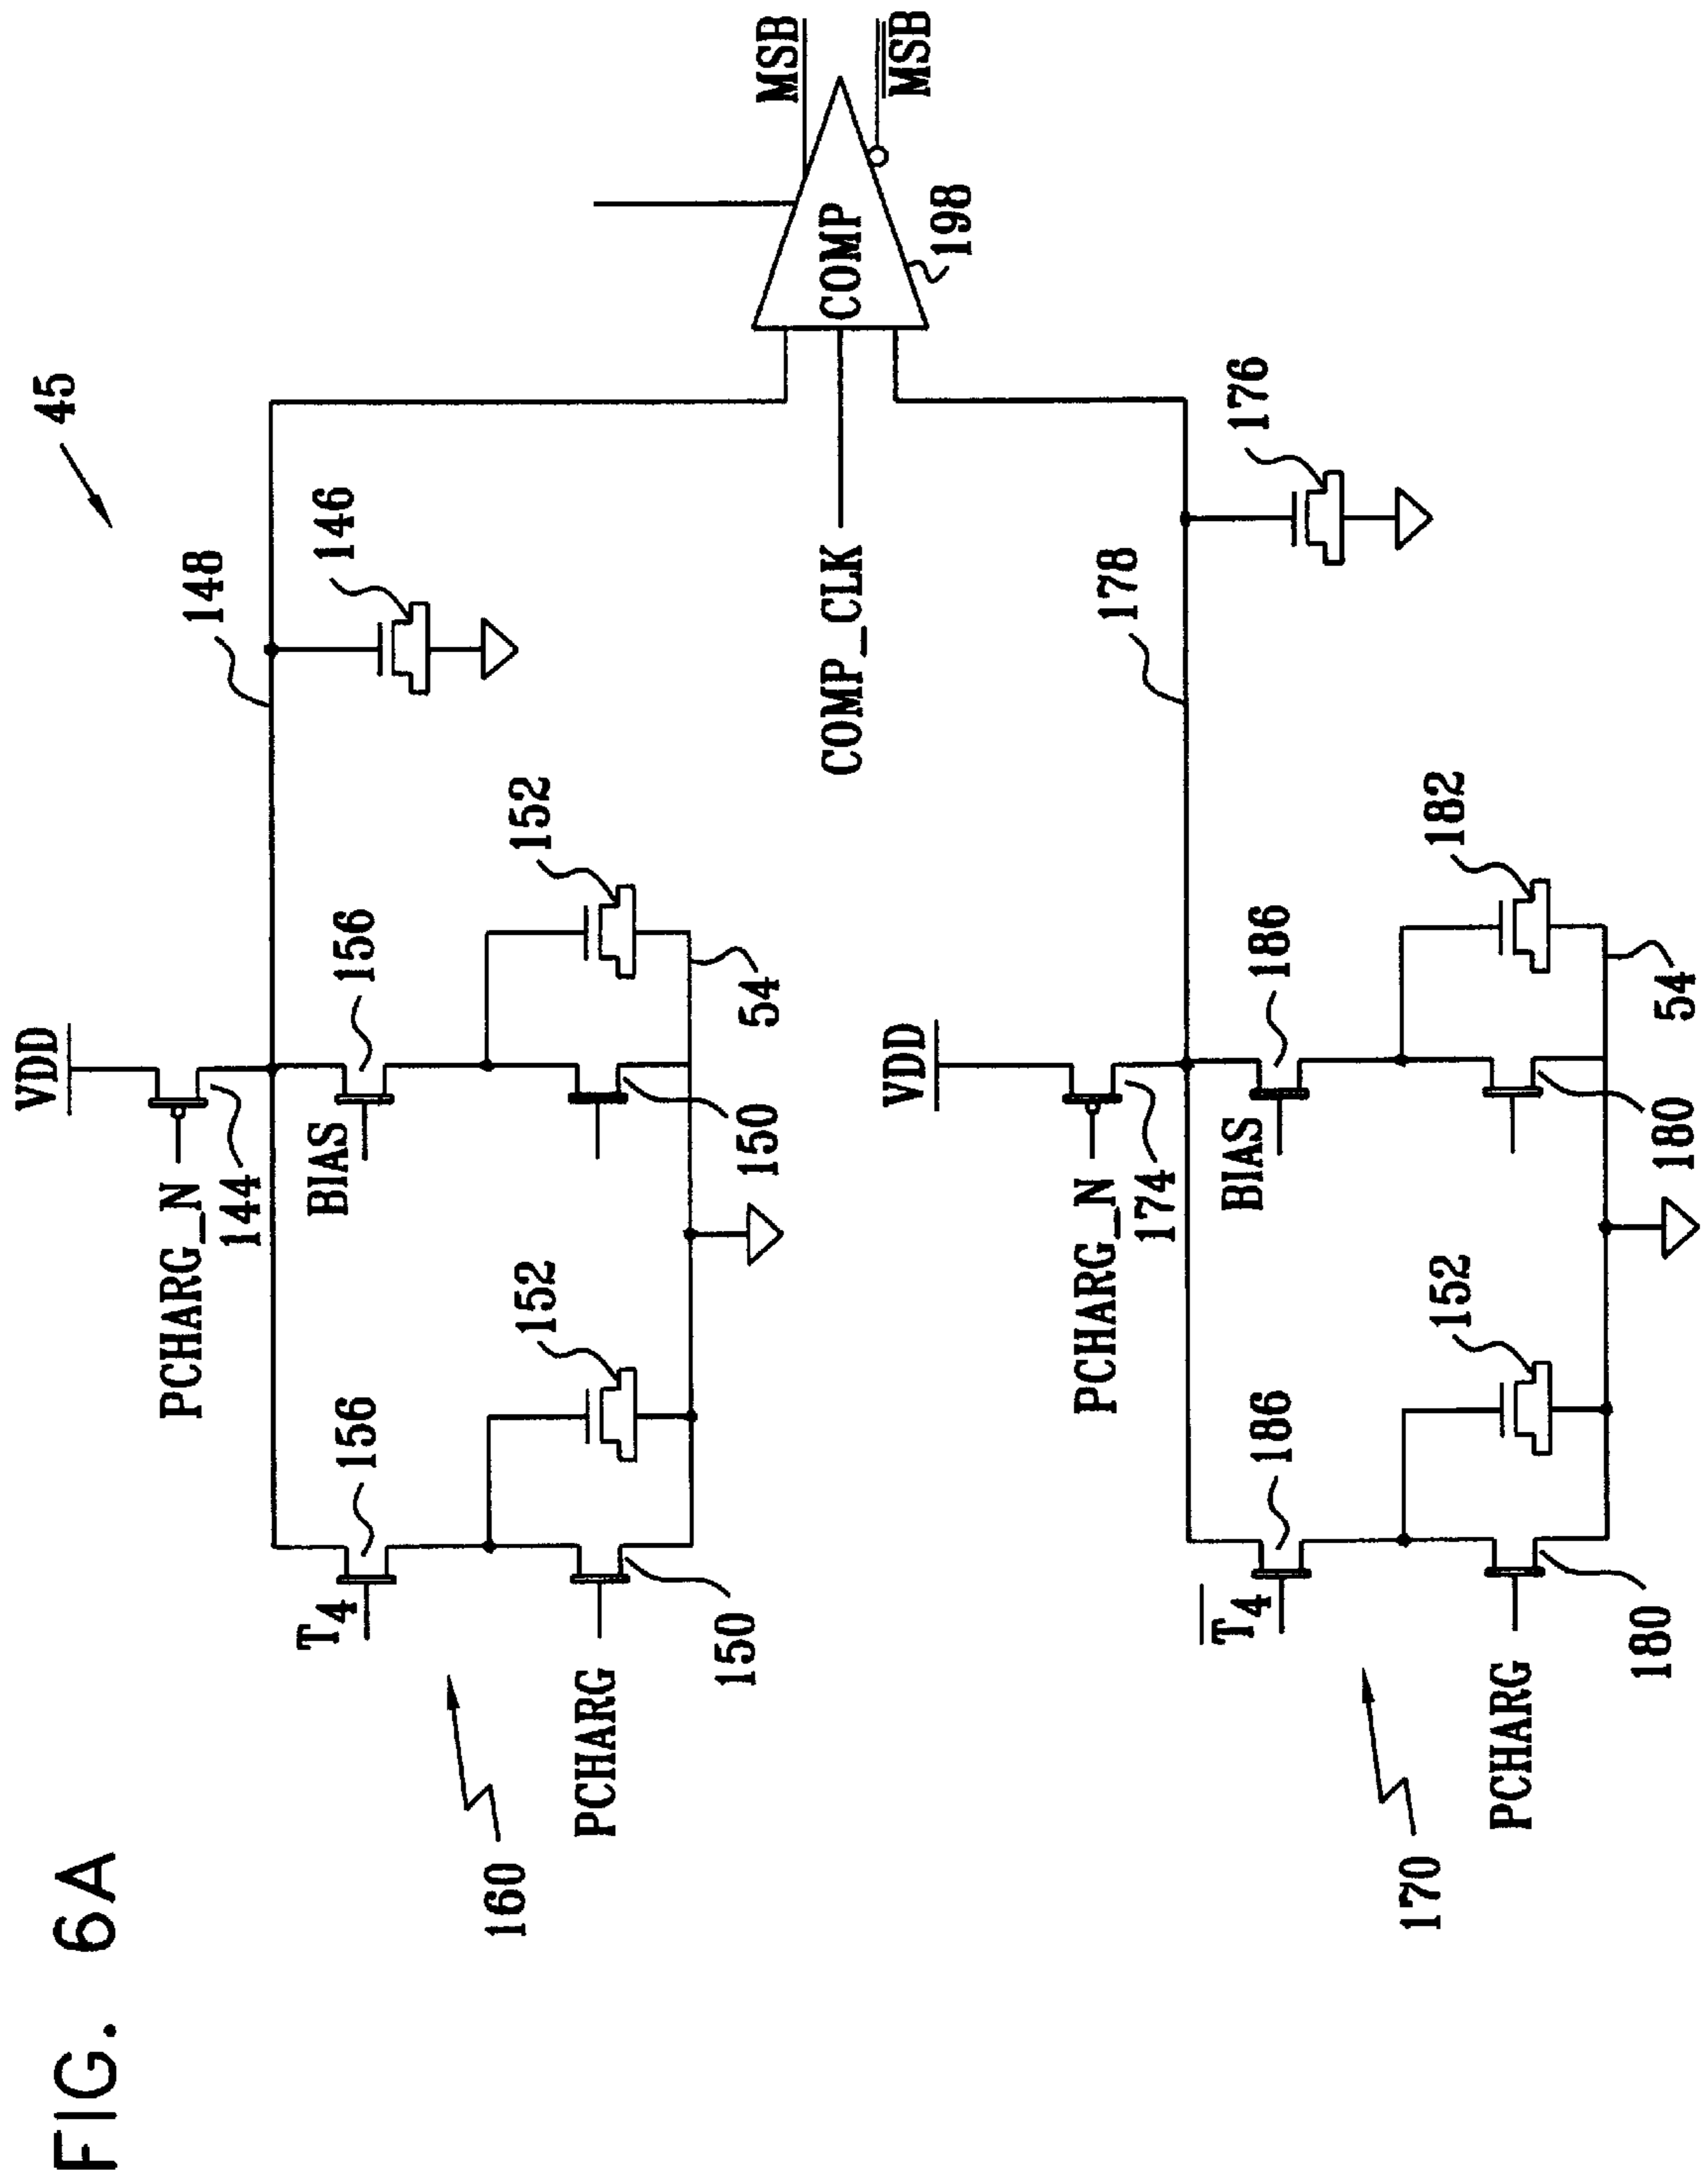 FIG. 6A
45
VDD
PCHARG_N
144
148
146
T4
156
BIAS
156
152
152
PCHARG
150
150
54
160
COMP_CLK
COMP
198
MSB
M̅S̅B̅
VDD
PCHARG_N
174
178
176
T̅4
186
BIAS
186
152
182
PCHARG
180
180
54
170